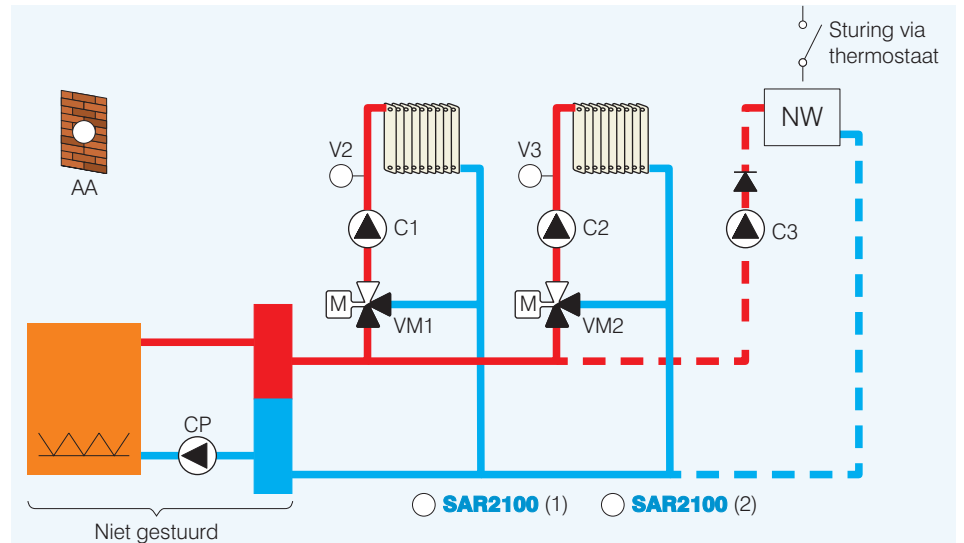 Sturing via
thermostaat
NW
AA
V2
V3
C1
C2
C3
M
VM1
M
VM2
CP
SAR2100 (1)
SAR2100 (2)
Niet gestuurd